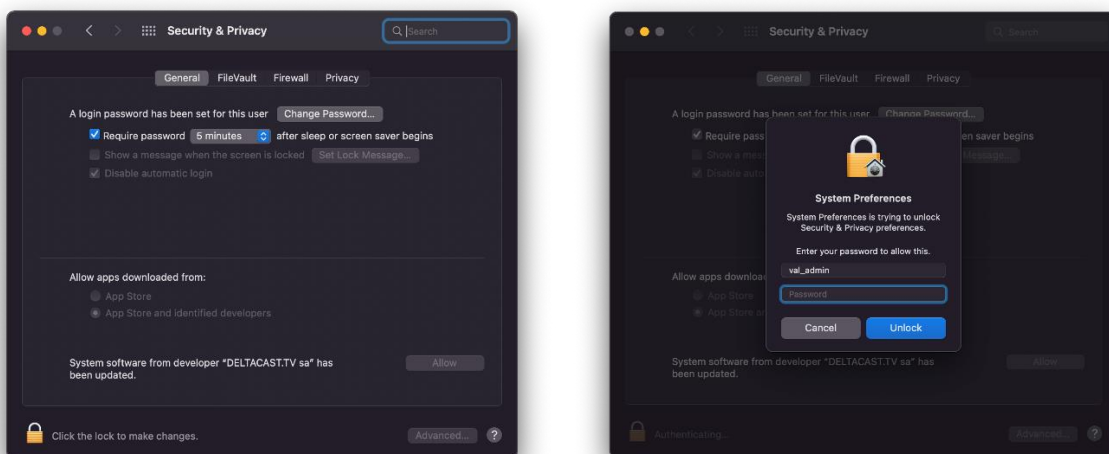 Security & Privacy
Search
General FileVault Firewall Privacy
A login password has been set for this user Change Password...
Require password 5 minutes after sleep or screen saver begins
Show a message when the screen is locked Set Lock Message...
Disable automatic login
Allow apps downloaded from:
App Store
App Store and identified developers
System software from developer "DELTACAST.TV sa" has
been updated.
Allow
Click the lock to make changes.
Advanced...
?
Security & Privacy
Search
General FileVault Firewall Privacy
A login password has been set for this user Change Password...
Require pass
en saver begins
Show a mes
Message...
Disable auto
System Preferences
System Preferences is trying to unlock
Security & Privacy preferences.
Enter your password to allow this.
val_admin
Password
Cancel Unlock
Allow apps downloa
App Store
App Store an
System software from developer "DELTACAST.TV sa" has
been updated.
Allow
Authenticating...
Advanced...
?